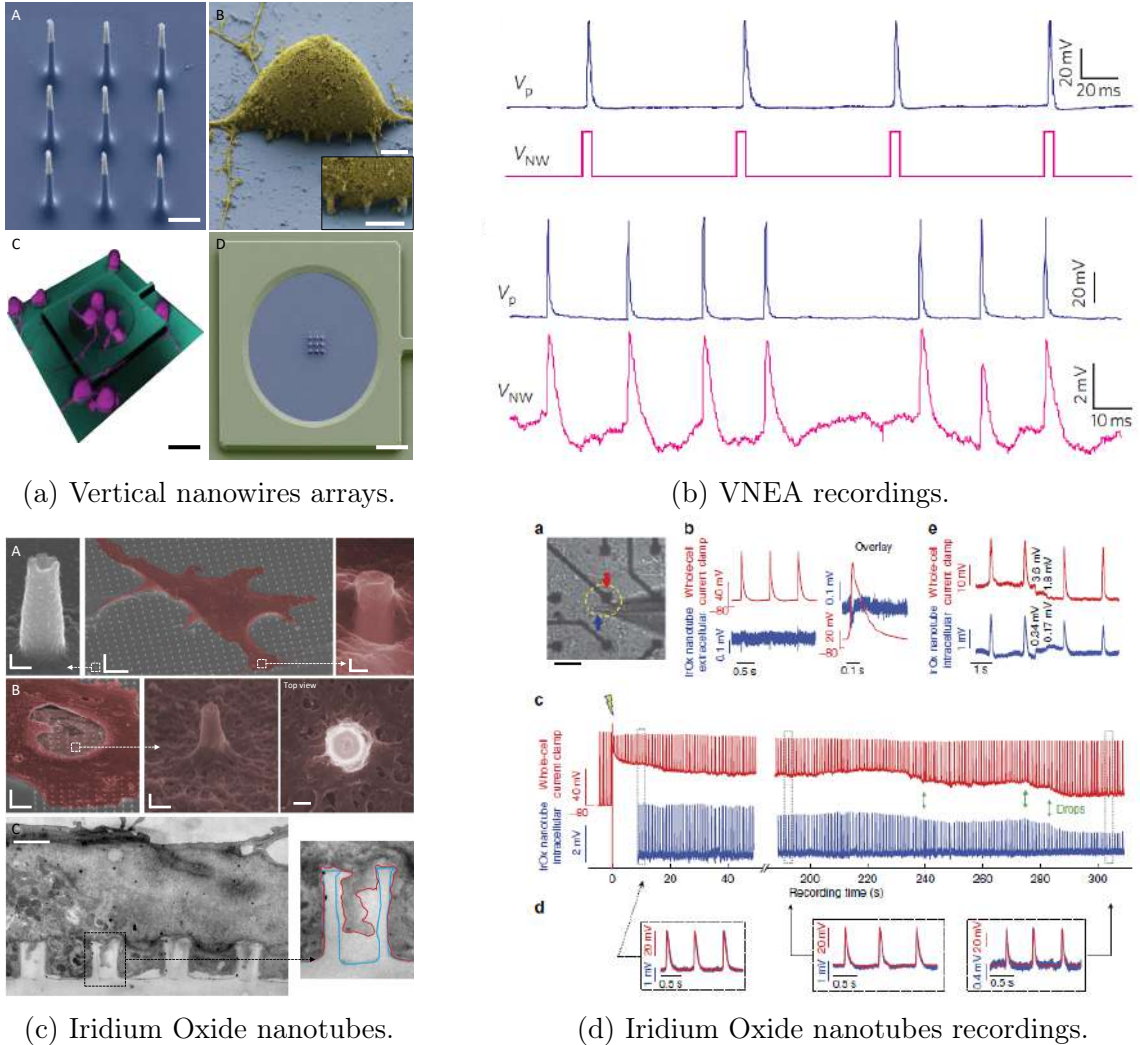 A
B
C
D
(a) Vertical nanowires arrays.
Vp
20 mV
20 ms
VNW
Vp
20 mV
VNW
2 mV
10 ms
(b) VNEA recordings.
A
B
Top view
C
(c) Iridium Oxide nanotubes.
a
b
Overlay
Whole-cell
current clamp
40 mV
−80
IrOx nanotube
extracellular
0.1 mV
0.5 s
0.1 mV
20 mV
−80
0.1 s
e
Whole-cell
current clamp
10 mV
3.6 mV
1.8 mV
IrOx nanotube
intracellular
1 mV
0.34 mV
0.17 mV
1 s
c
Whole-cell
current clamp
40 mV
−80
IrOx nanotube
intracellular
2 mV
Drops
0 20 40 200 220 240 260 280 300
Recording time (s)
d
20 mV
1 mV
0.5 s
20 mV
1 mV
0.5 s
20 mV
0.4 mV
0.5 s
(d) Iridium Oxide nanotubes recordings.